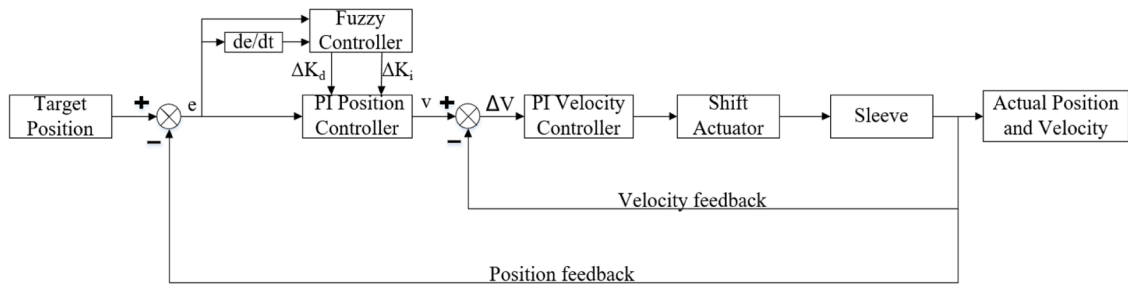 Fuzzy
Controller
de/dt
ΔKd
ΔKi
Target
Position
+
−
e
PI Position
Controller
v
+
−
ΔV
PI Velocity
Controller
Shift
Actuator
Sleeve
Actual Position
and Velocity
Velocity feedback
Position feedback